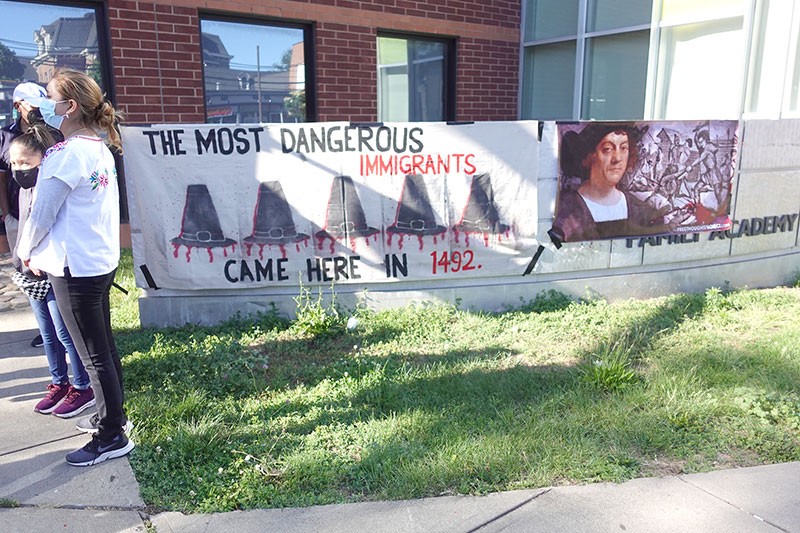 THE MOST DANGEROUS
IMMIGRANTS
CAME HERE IN 1492.
FAMILY ACADEMY